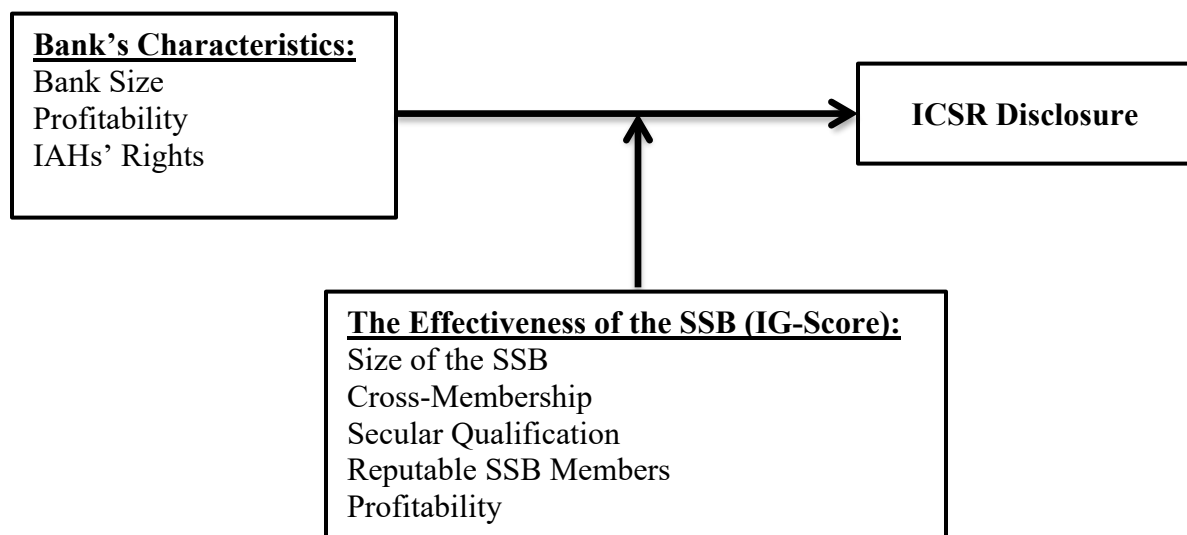 Bank’s Characteristics:
Bank Size
Profitability
IAHs’ Rights
ICSR Disclosure
The Effectiveness of the SSB (IG-Score):
Size of the SSB
Cross-Membership
Secular Qualification
Reputable SSB Members
Profitability